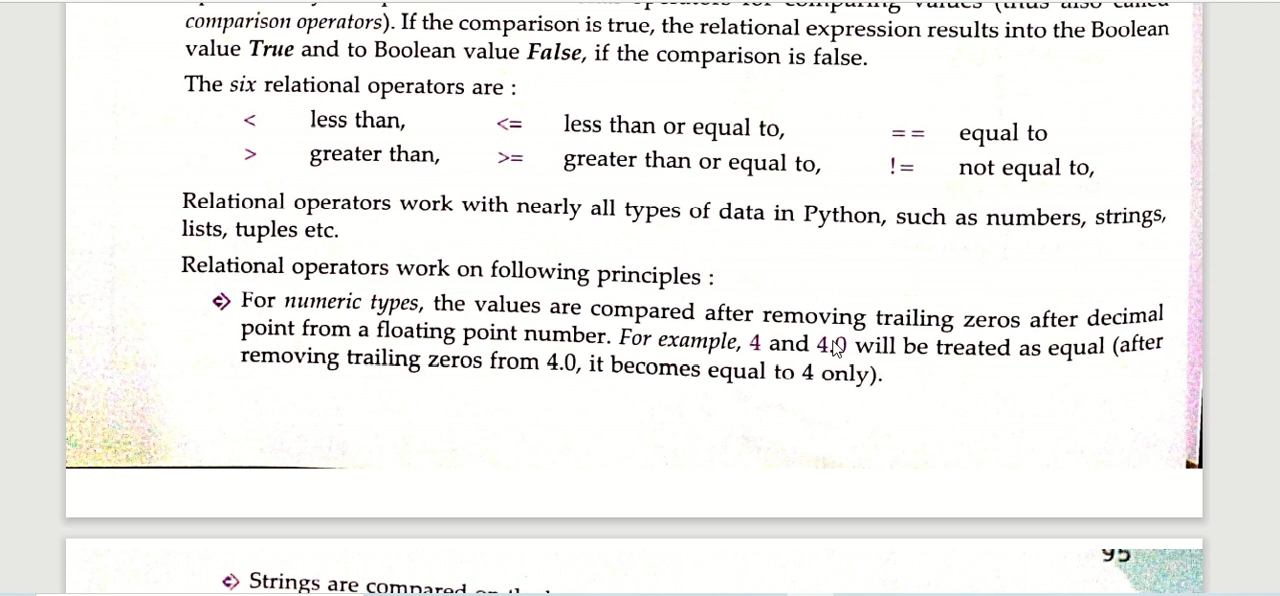 comparison operators). If the comparison is true, the relational expression results into the Boolean
value True and to Boolean value False, if the comparison is false.
The six relational operators are :
< less than, <= less than or equal to, == equal to
> greater than, >= greater than or equal to, != not equal to,
Relational operators work with nearly all types of data in Python, such as numbers, strings,
lists, tuples etc.
Relational operators work on following principles :
For numeric types, the values are compared after removing trailing zeros after decimal
point from a floating point number. For example, 4 and 4.0 will be treated as equal (after
removing trailing zeros from 4.0, it becomes equal to 4 only).
95
Strings are compared